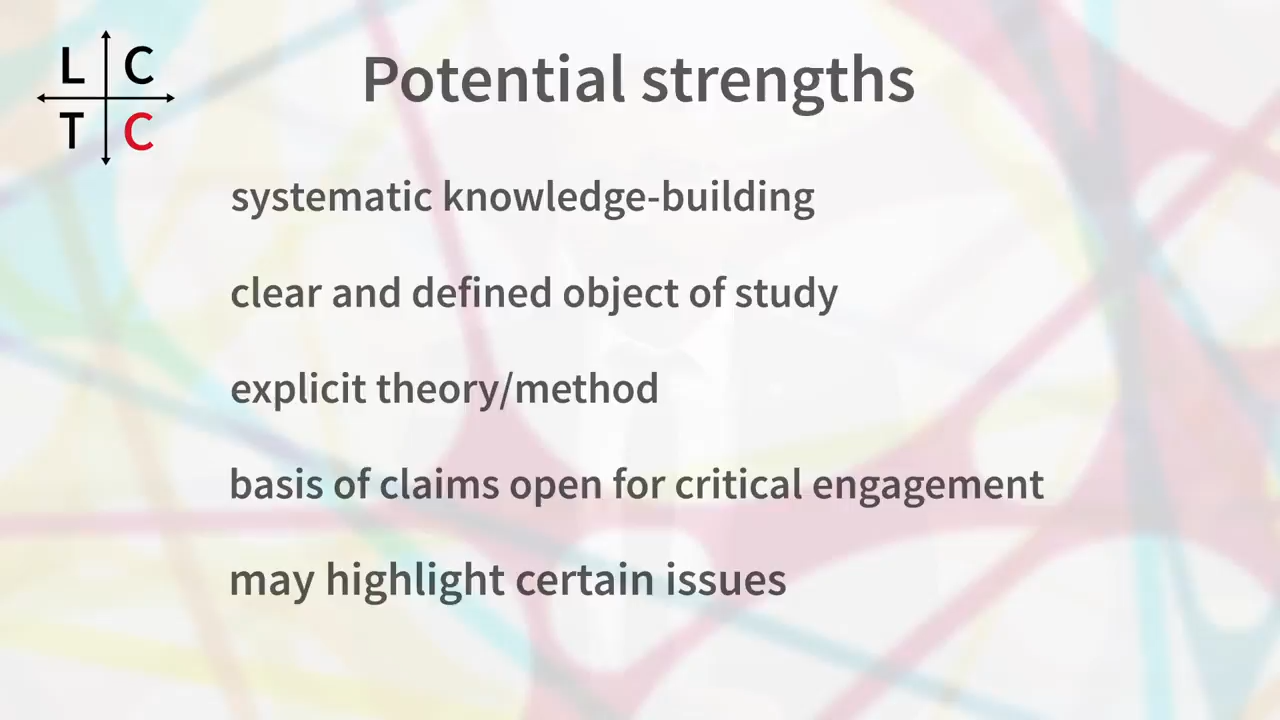 L C
T C
Potential strengths
systematic knowledge-building
clear and defined object of study
explicit theory/method
basis of claims open for critical engagement
may highlight certain issues